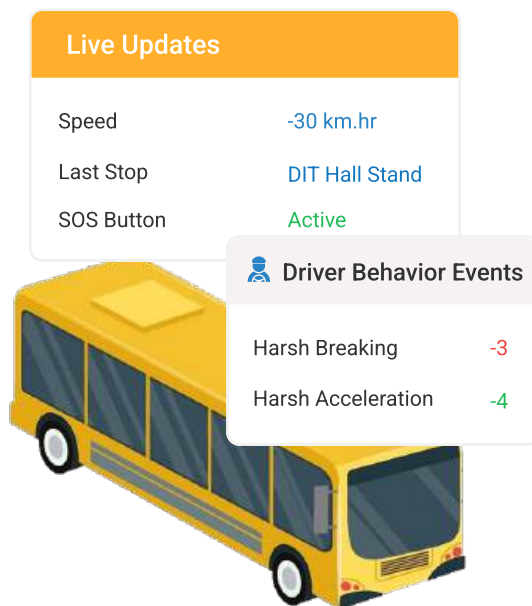 Live Updates
Speed -30 km.hr
Last Stop DIT Hall Stand
SOS Button Active
Driver Behavior Events
Harsh Breaking -3
Harsh Acceleration -4